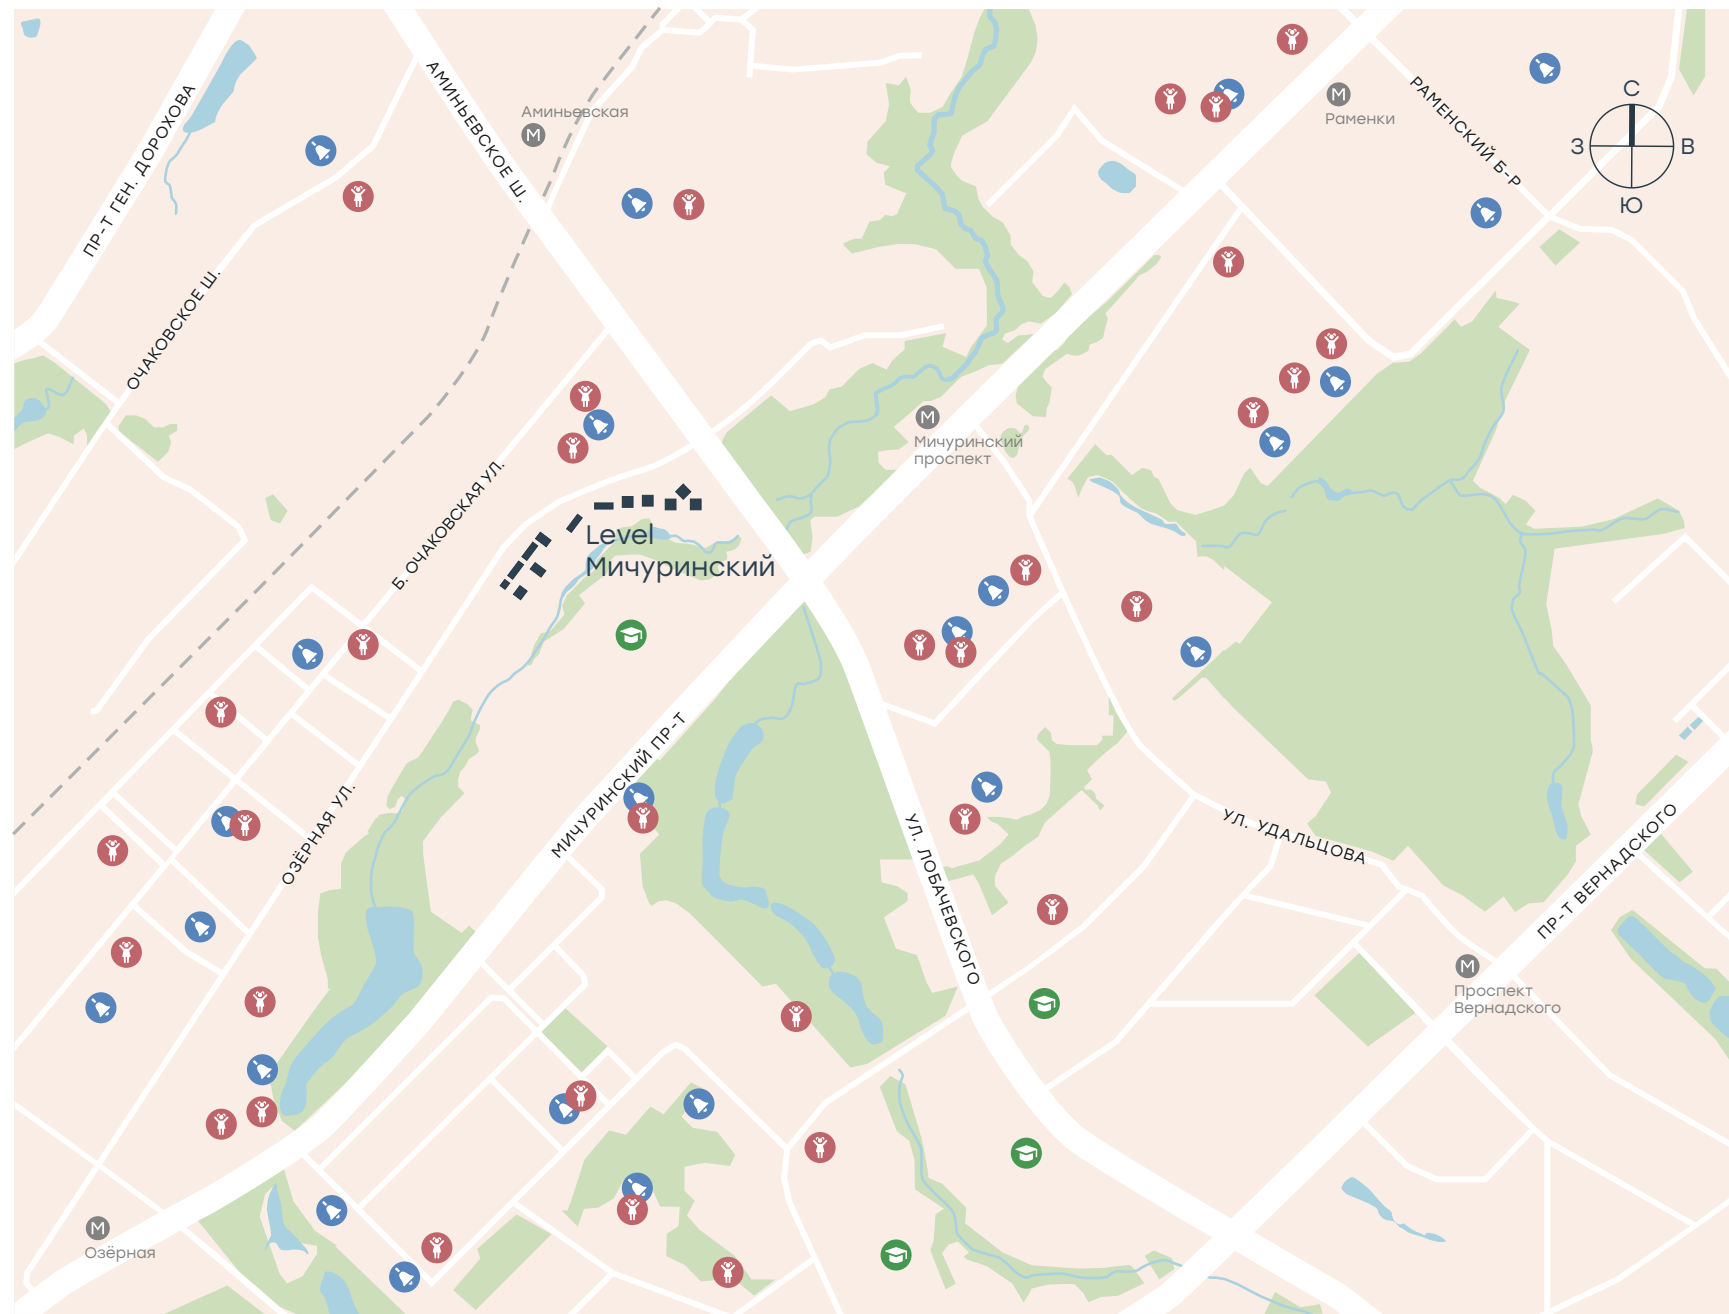 С
З
В
Ю
ПР-Т ГЕН. ДОРОХОВА
АМИНЬЕВСКОЕ Ш.
Аминьевская
М
М
Раменки
РАМЕНСКИЙ Б-Р
ОЧАКОВСКОЕ Ш.
М
Мичуринский
проспект
Б. ОЧАКОВСКАЯ УЛ.
Level
Мичуринский
МИЧУРИНСКИЙ ПР-Т
ОЗЁРНАЯ УЛ.
УЛ. ЛОБАЧЕВСКОГО
УЛ. УДАЛЬЦОВА
ПР-Т ВЕРНАДСКОГО
М
Проспект
Вернадского
М
Озёрная